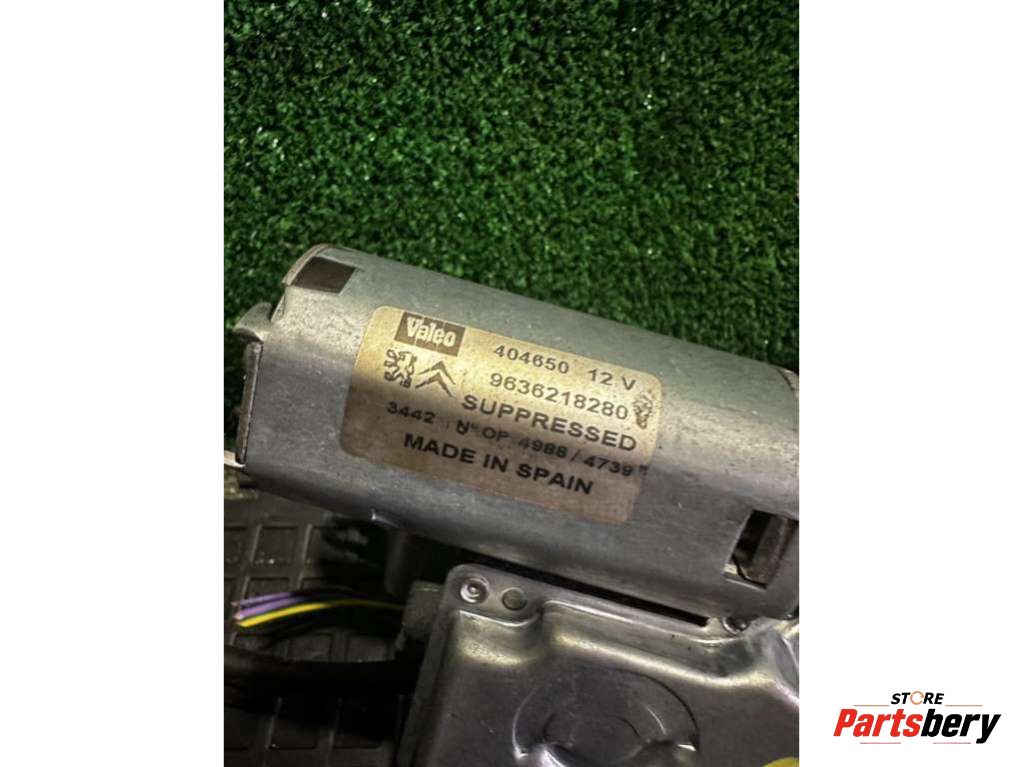 Valeo
404650 12 V
9636218280
SUPPRESSED
3442 N° OP 4988 / 4739
MADE IN SPAIN
STORE
Partsbery